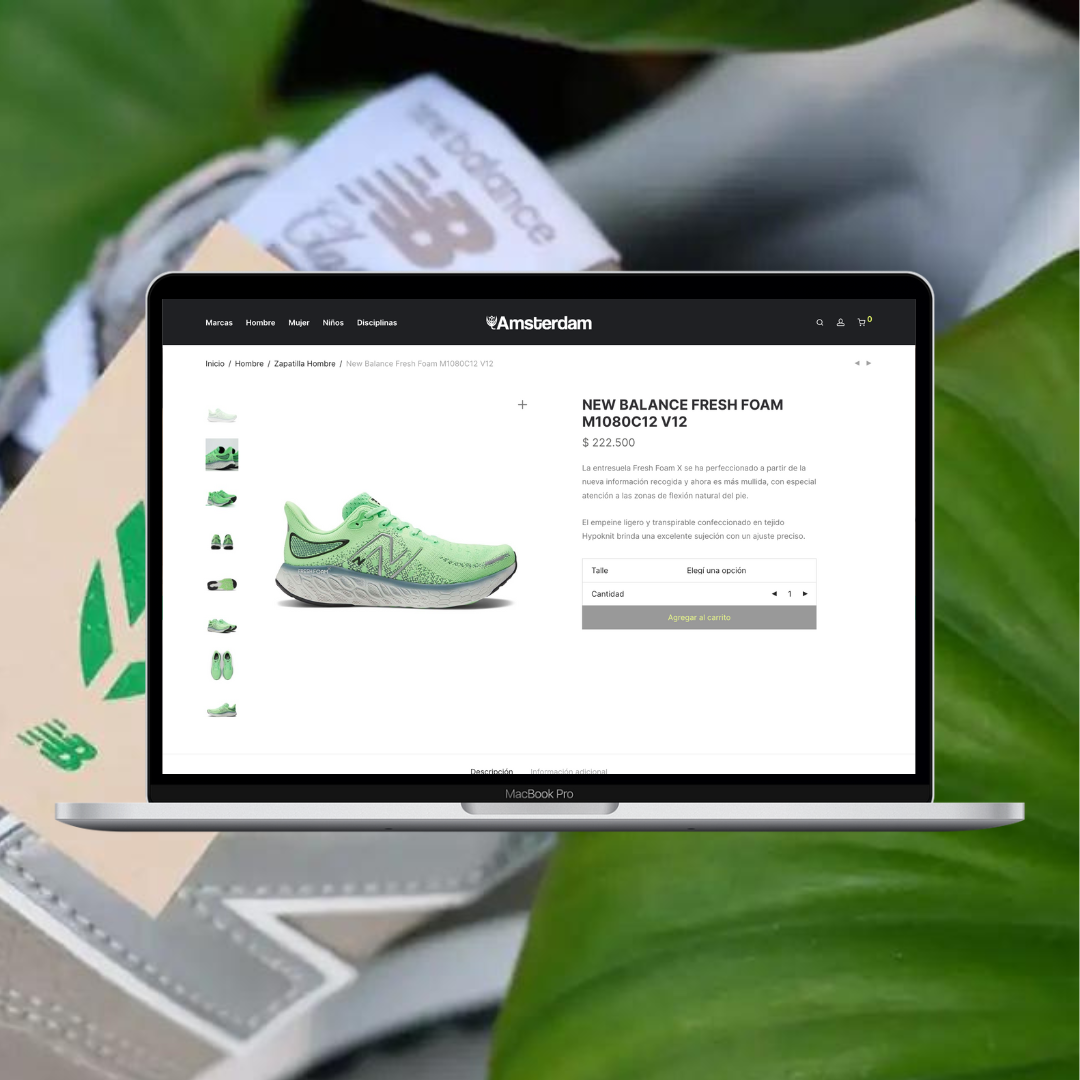 new balance
Marcas Hombre Mujer Niños Disciplinas
Amsterdam
0
Inicio / Hombre / Zapatilla Hombre / New Balance Fresh Foam M1080C12 V12
NEW BALANCE FRESH FOAM
M1080C12 V12
$ 222.500
La entresuela Fresh Foam X se ha perfeccionado a partir de la
nueva información recogida y ahora es más mullida, con especial
atención a las zonas de flexión natural del pie.
El empeine ligero y transpirable confeccionado en tejido
Hypoknit brinda una excelente sujeción con un ajuste preciso.
Talle Elegí una opción
Cantidad 1
Agregar al carrito
Descripción Información adicional
MacBook Pro